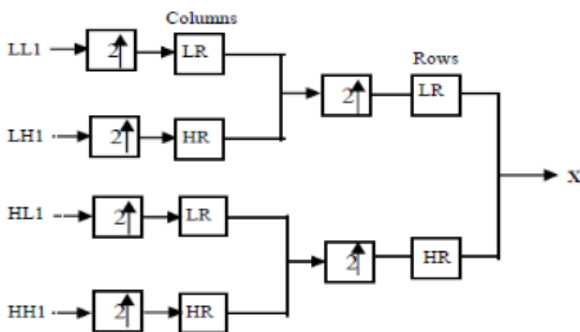 Columns
LL1 2 LR
Rows
2 LR
LH1 2 HR
X
HL1 2 LR
2 HR
HH1 2 HR